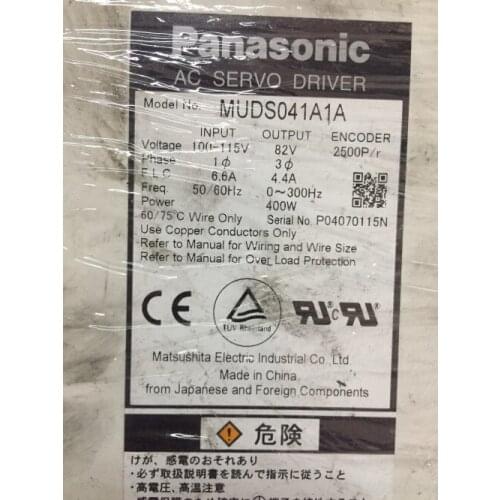 Panasonic
AC SERVO DRIVER
Model No. MUDS041A1A
INPUT OUTPUT ENCODER
Voltage 100-115V 82V 2500P/r
Phase 1ϕ 3ϕ
F.L.C 6.6A 4.4A
Freq. 50/60Hz 0~300Hz
Power 400W
60/75℃ Wire Only Serial No. P04070115N
Use Copper Conductors Only
Refer to Manual for Wiring and Wire Size
Refer to Manual for Over Load Protection
CE
TÜV Rheinland
Matsushita Electric Industrial Co.,Ltd.
Made in China
from Japanese and Foreign Components
危険
けが、感電のおそれあり
・必ず取扱説明書を読んで指示に従うこと
・高電圧、高温注意